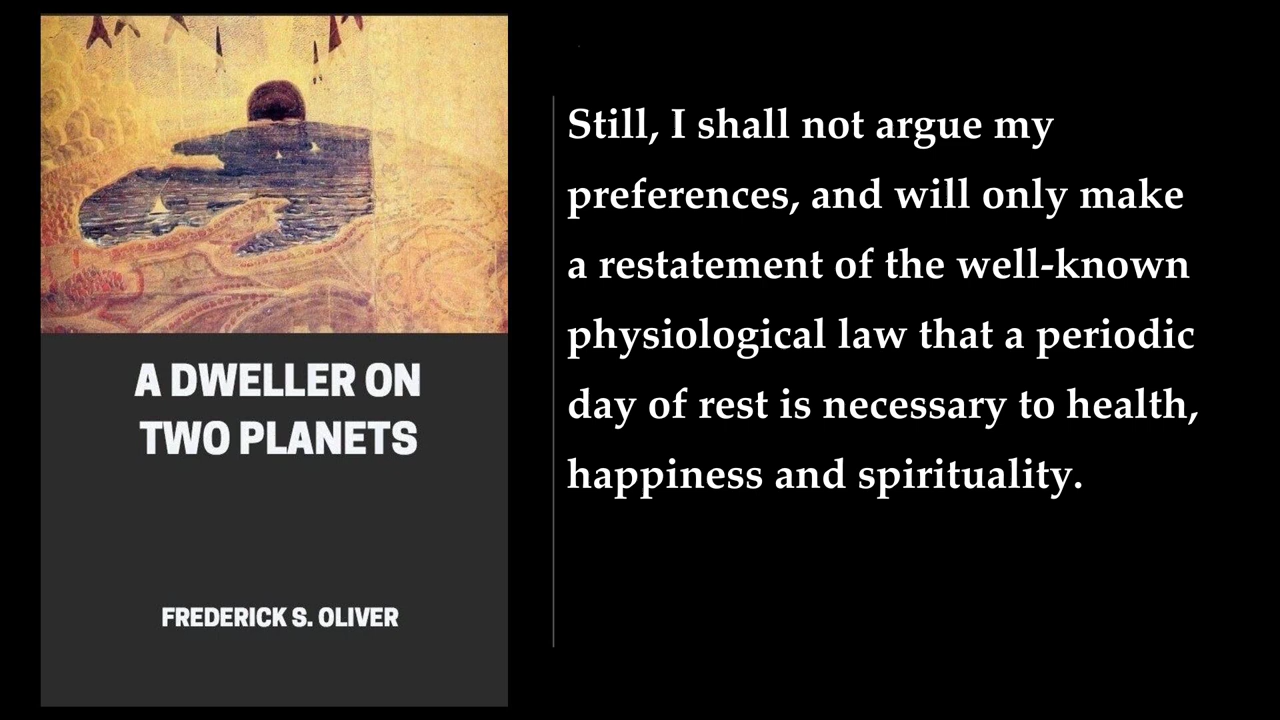 A DWELLER ON
TWO PLANETS
FREDERICK S. OLIVER
Still, I shall not argue my
preferences, and will only make
a restatement of the well-known
physiological law that a periodic
day of rest is necessary to health,
happiness and spirituality.